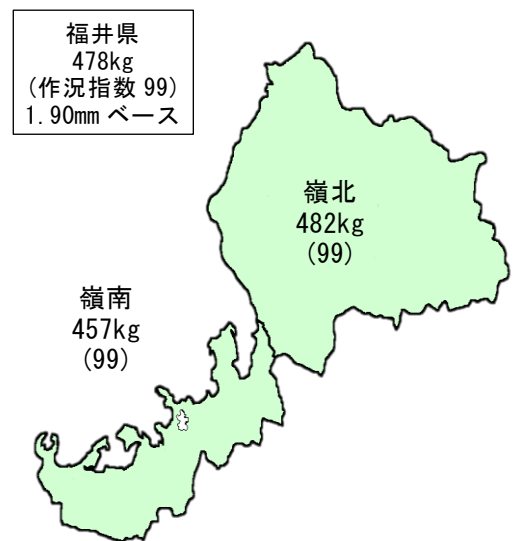 福井県
478kg
(作況指数 99)
1.90mm ベース
嶺北
482kg
(99)
嶺南
457kg
(99)